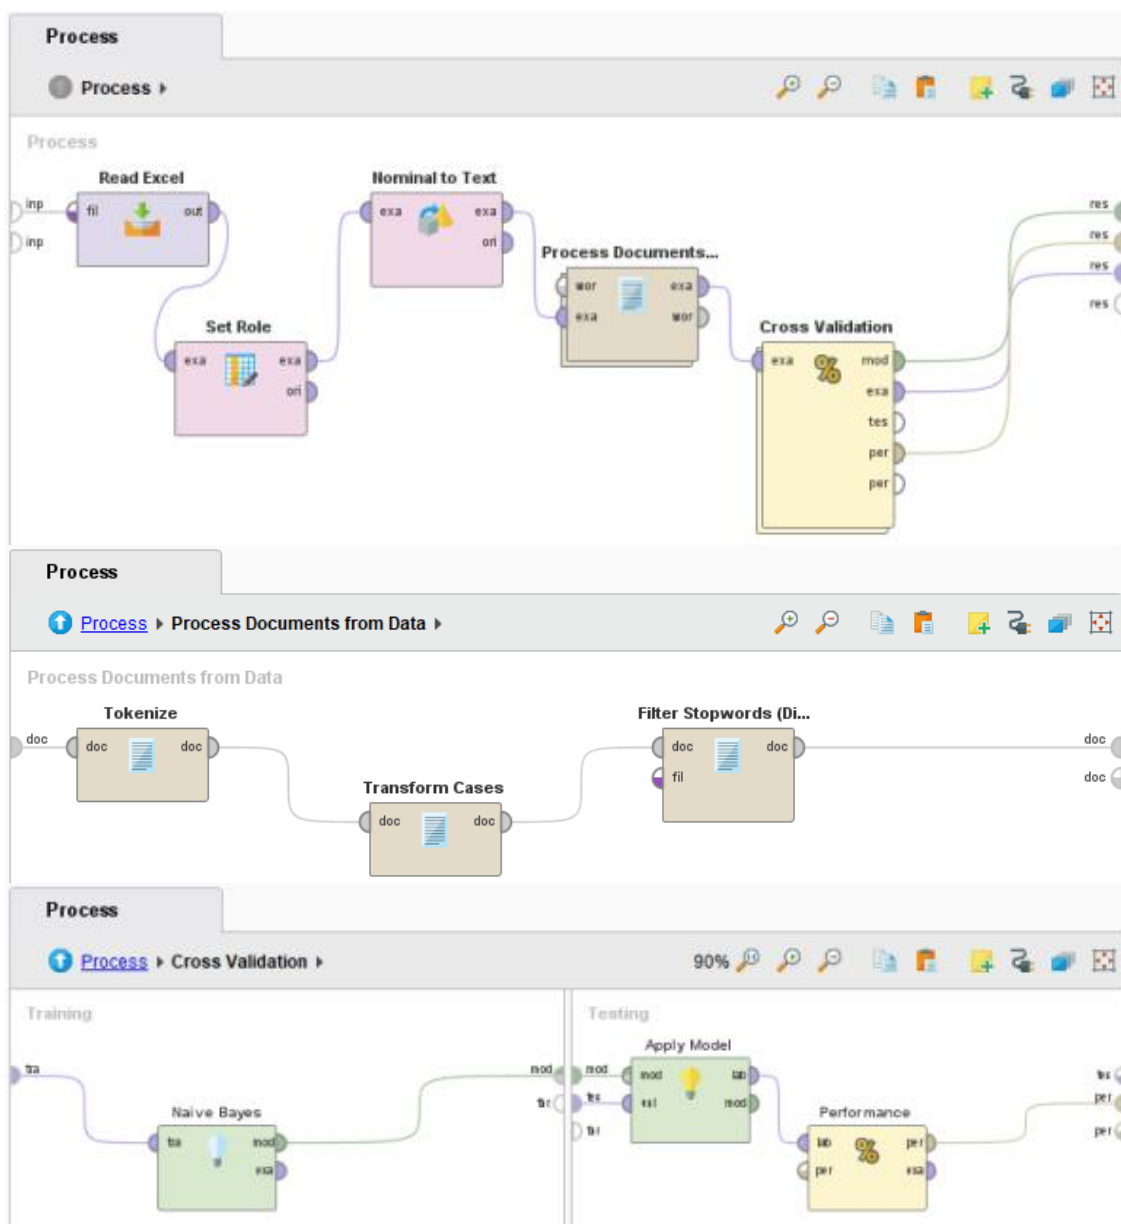 Process
Process
Process
Read Excel
Nominal to Text
inp
fil
out
exa
exa
res
inp
ori
res
Process Documents...
res
wor
exa
res
exa
wor
Set Role
Cross Validation
exa
exa
exa
mod
ori
exa
tes
per
per
Process
Process
Process Documents from Data
Process Documents from Data
Tokenize
Filter Stopwords (Di...
doc
doc
doc
doc
doc
doc
fil
doc
Transform Cases
doc
doc
Process
Process
Cross Validation
90%
Training
Testing
Apply Model
tra
mod
mod
mod
lab
tes
tes
mod
per
Naive Bayes
Performance
tra
mod
lab
per
per
exa
per
exa